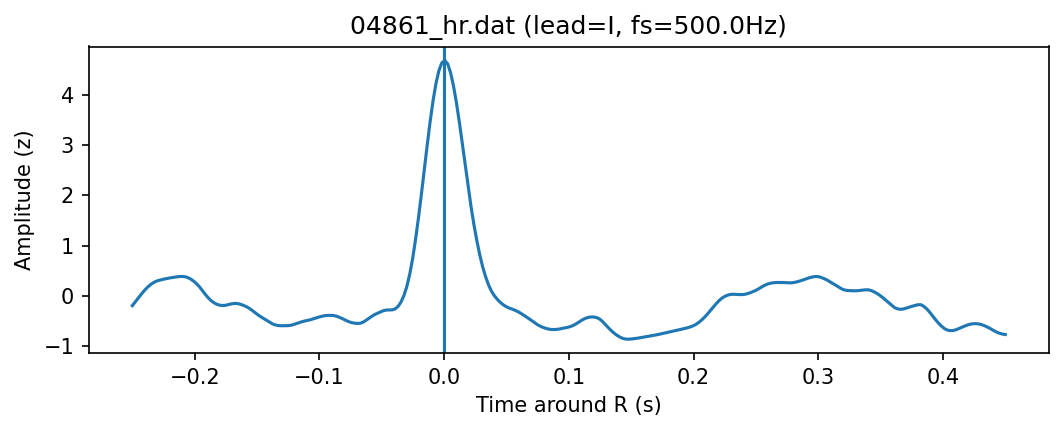 04861_hr.dat (lead=I, fs=500.0Hz)
Amplitude (z)
4
3
2
1
0
−1
−0.2 −0.1 0.0 0.1 0.2 0.3 0.4
Time around R (s)